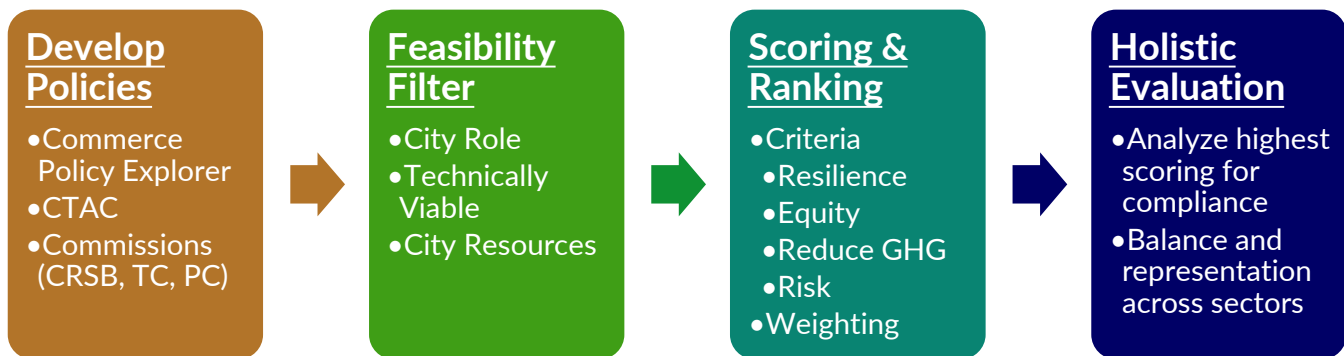 Develop
Policies
•Commerce
Policy Explorer
•CTAC
•Commissions
(CRSB, TC, PC)
Feasibility
Filter
•City Role
•Technically
Viable
•City Resources
Scoring &
Ranking
•Criteria
•Resilience
•Equity
•Reduce GHG
•Risk
•Weighting
Holistic
Evaluation
•Analyze highest
scoring for
compliance
•Balance and
representation
across sectors